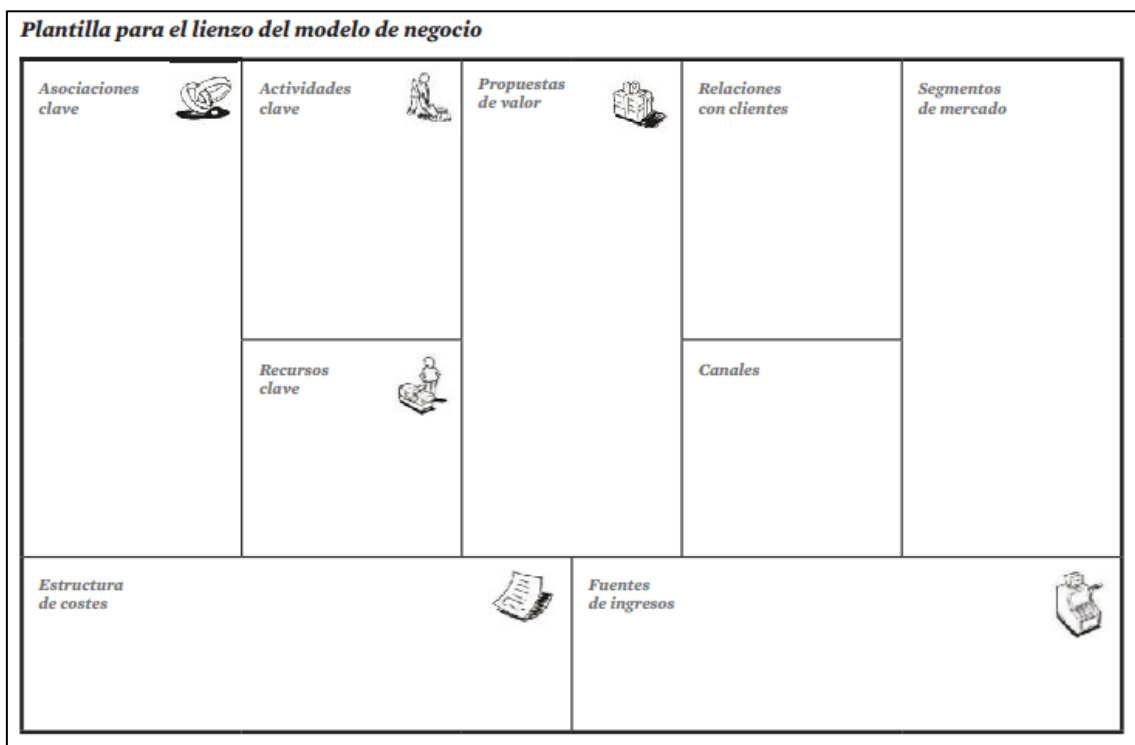 Plantilla para el lienzo del modelo de negocio
Asociaciones
clave
Actividades
clave
Propuestas
de valor
Relaciones
con clientes
Segmentos
de mercado
Recursos
clave
Canales
Estructura
de costes
Fuentes
de ingresos